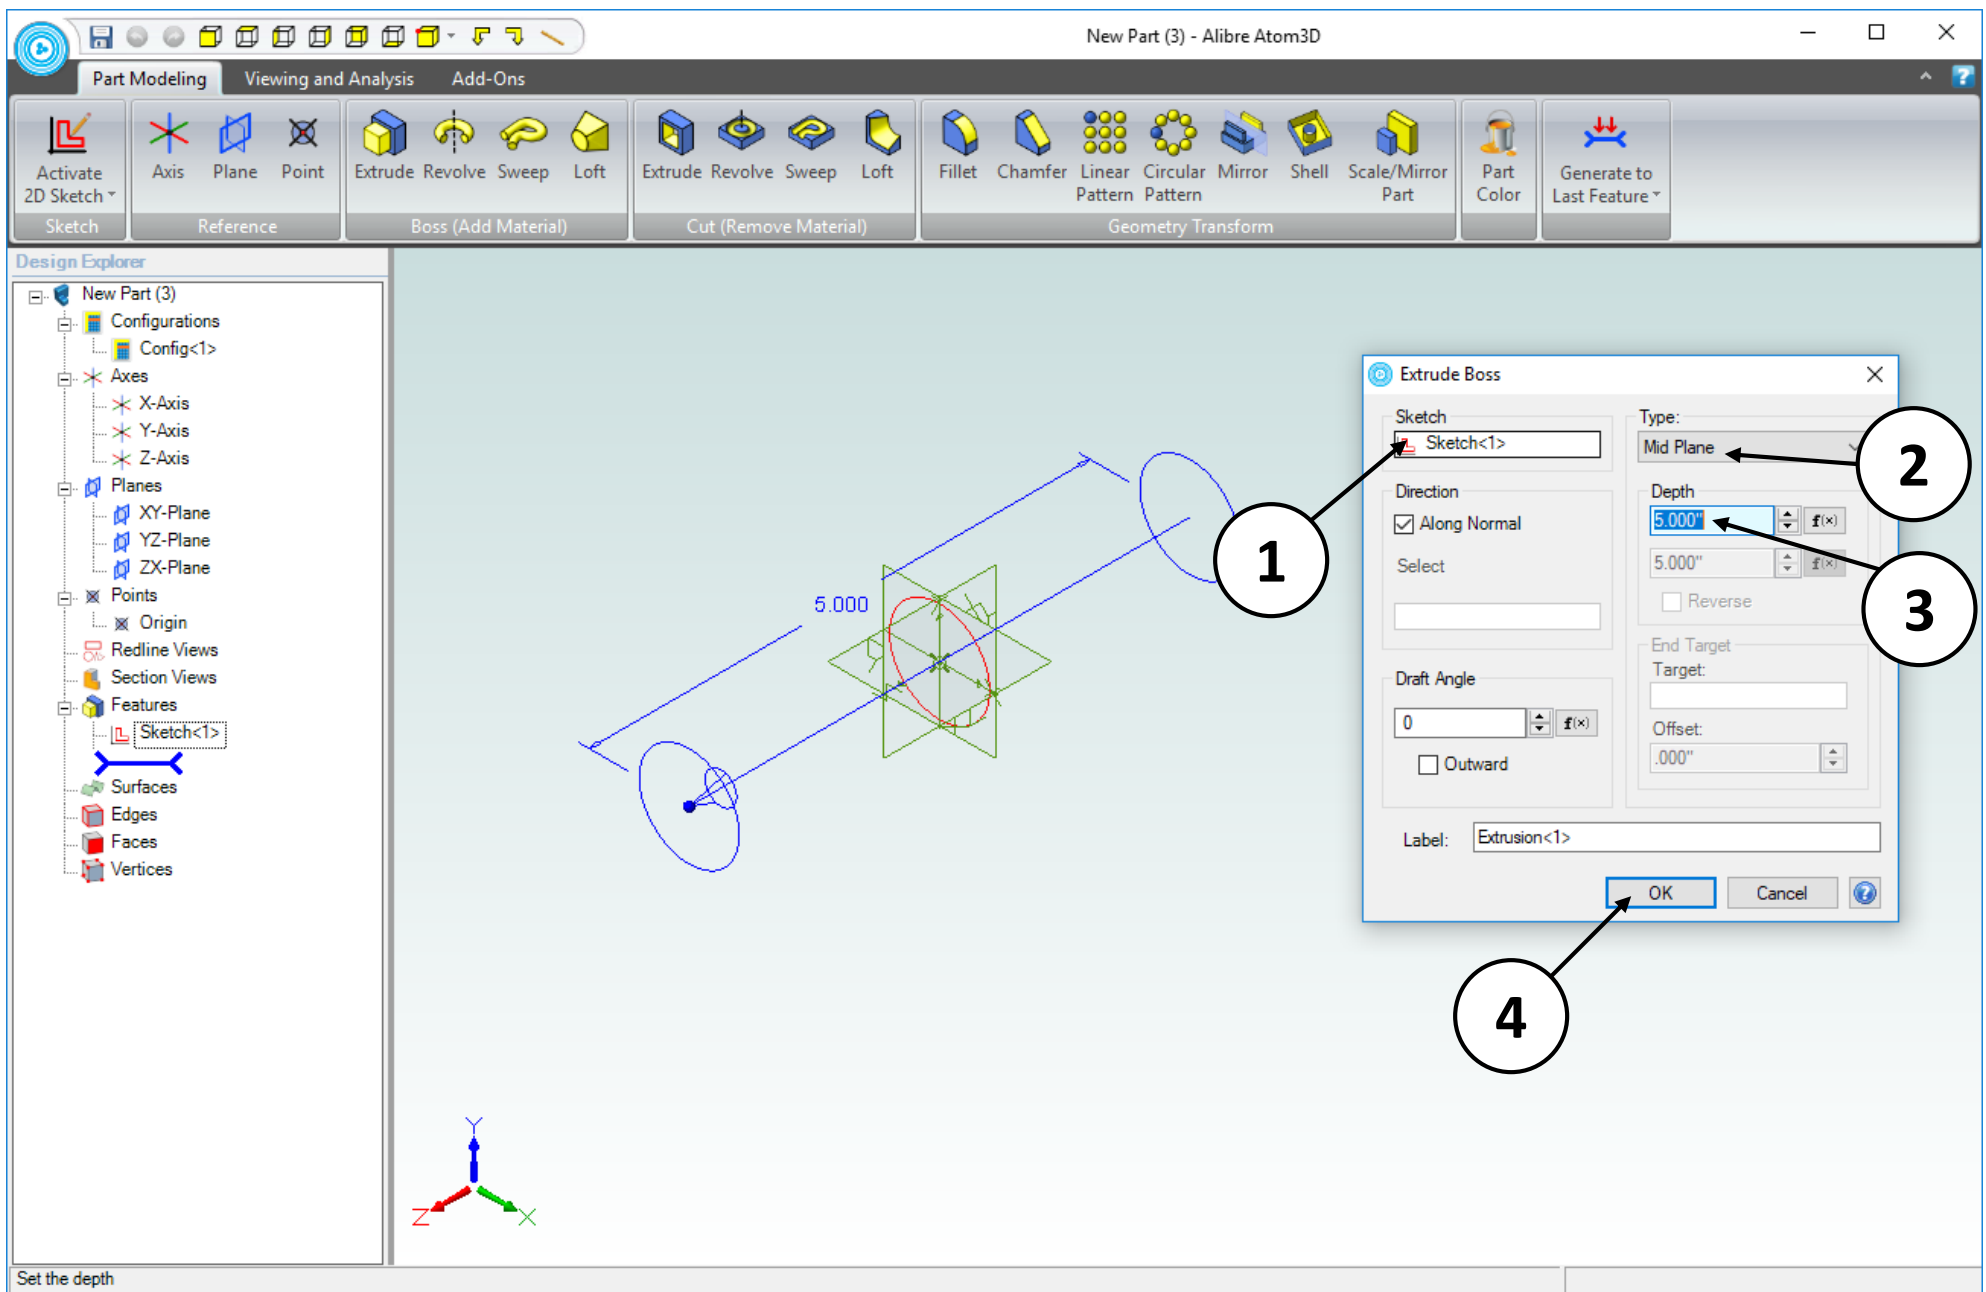 New Part (3) - Alibre Atom3D
Part Modeling
Viewing and Analysis
Add-Ons
Activate
2D Sketch
Axis
Plane
Point
Extrude
Revolve
Sweep
Loft
Extrude
Revolve
Sweep
Loft
Fillet
Chamfer
Linear
Pattern
Circular
Pattern
Mirror
Shell
Scale/Mirror
Part
Part
Color
Generate to
Last Feature
Sketch
Reference
Boss (Add Material)
Cut (Remove Material)
Geometry Transform
Design Explorer
New Part (3)
Configurations
Config<1>
Axes
X-Axis
Y-Axis
Z-Axis
Planes
XY-Plane
YZ-Plane
ZX-Plane
Points
Origin
Redline Views
Section Views
Features
Sketch<1>
Surfaces
Edges
Faces
Vertices
5.000
Y
Z
X
Extrude Boss
Sketch
Sketch<1>
Type:
Mid Plane
Direction
Along Normal
Select
Depth
5.000"
f(x)
5.000"
f(x)
Reverse
Draft Angle
0
f(x)
Outward
End Target
Target:
Offset:
.000"
Label:
Extrusion<1>
OK
Cancel
?
1
2
3
4
Set the depth